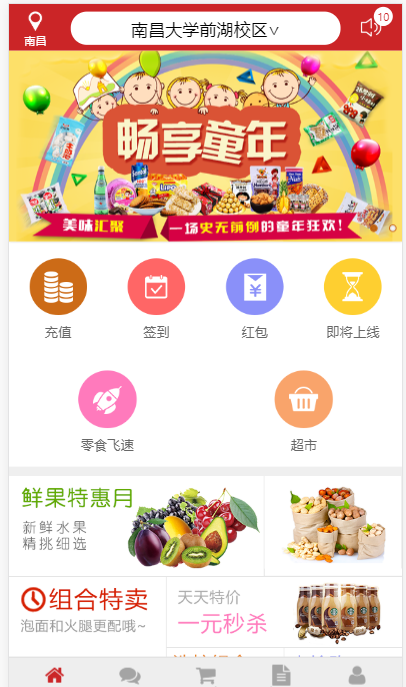 南昌
南昌大学前湖校区∨
10
畅享童年
美味汇聚
一场史无前例的童年狂欢!
充值
签到
红包
即将上线
零食飞速
超市
鲜果特惠月
新鲜水果
精挑细选
组合特卖
泡面和火腿更配哦~
天天特价
一元秒杀